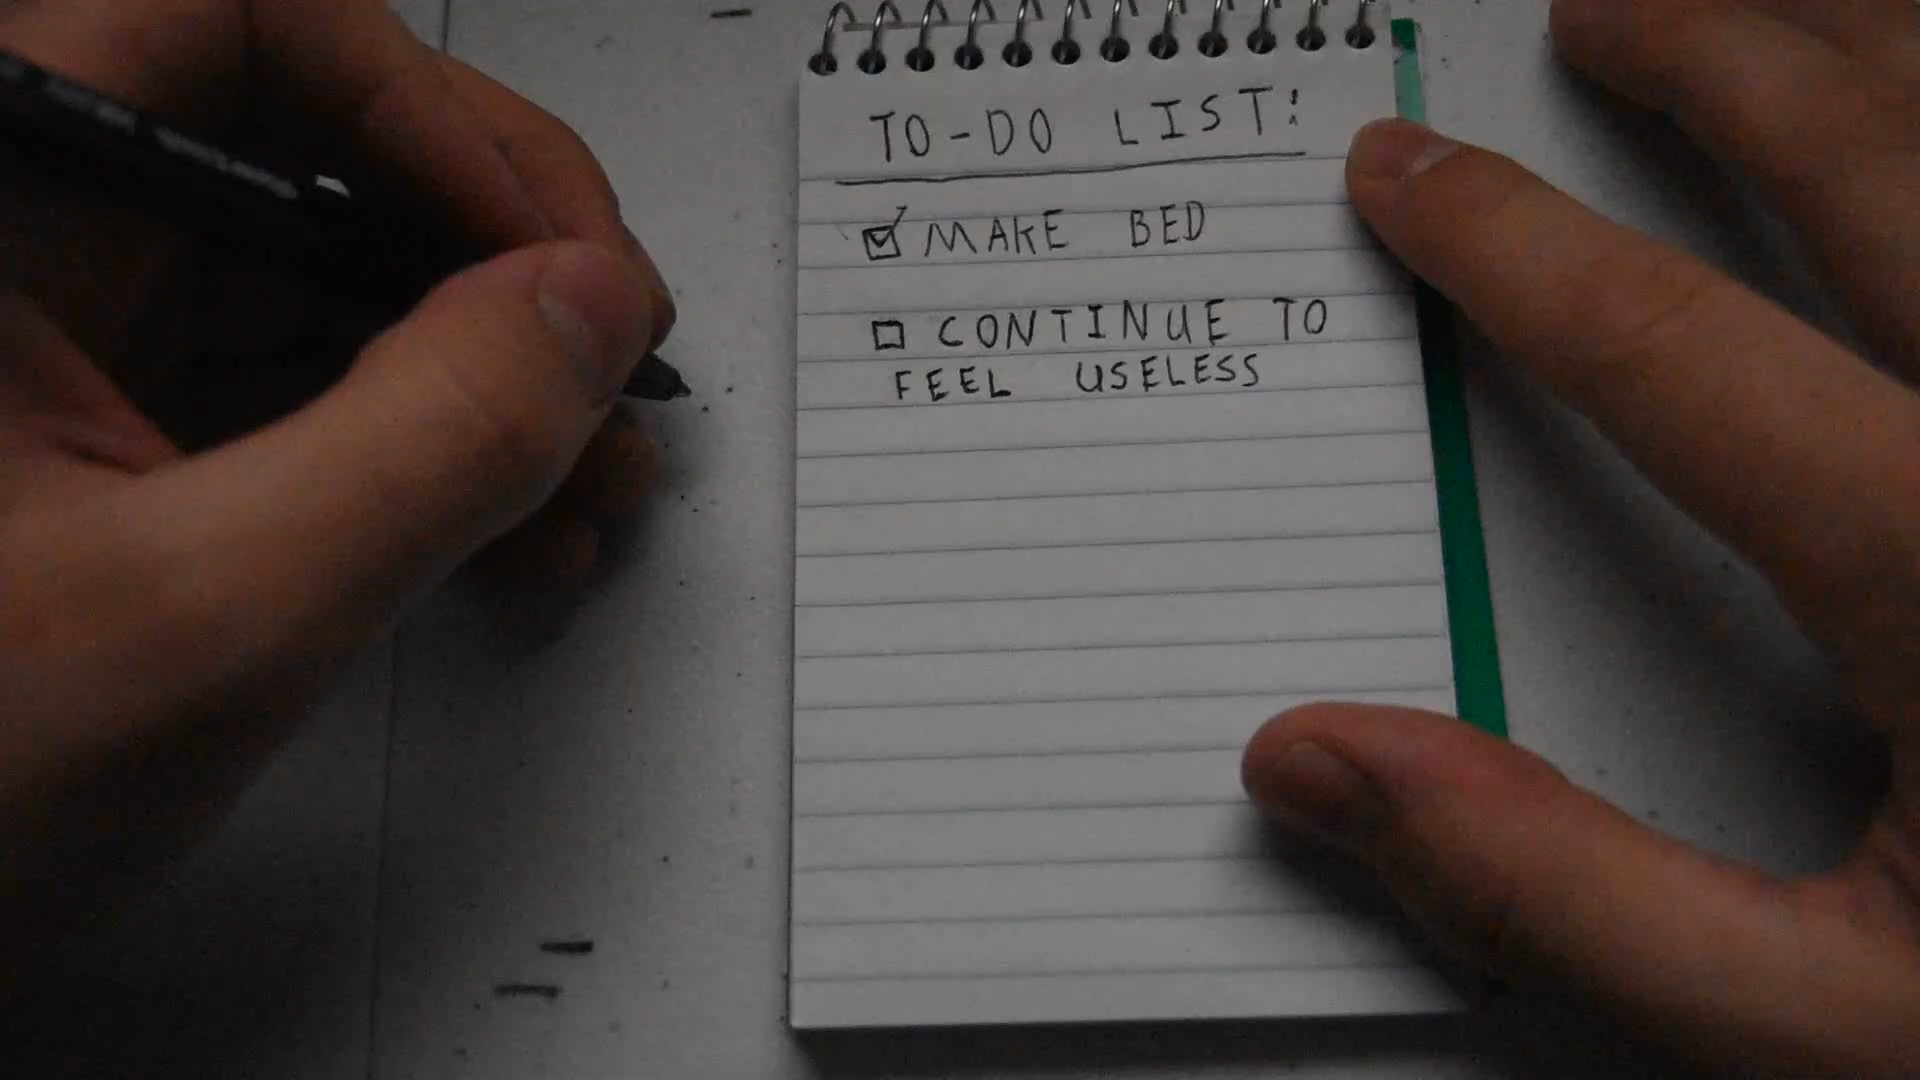 TO-DO LIST:
☑ MAKE BED
☐ CONTINUE TO
FEEL USELESS